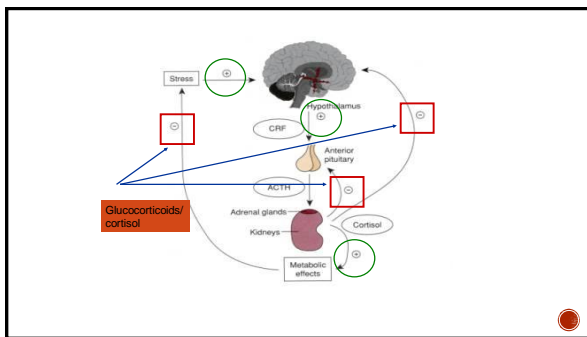 Stress
+
Hypothalamus
−
+
−
CRF
Anterior
pituitary
ACTH
−
Glucocorticoids/
cortisol
Adrenal glands
Kidneys
Cortisol
+
Metabolic
effects